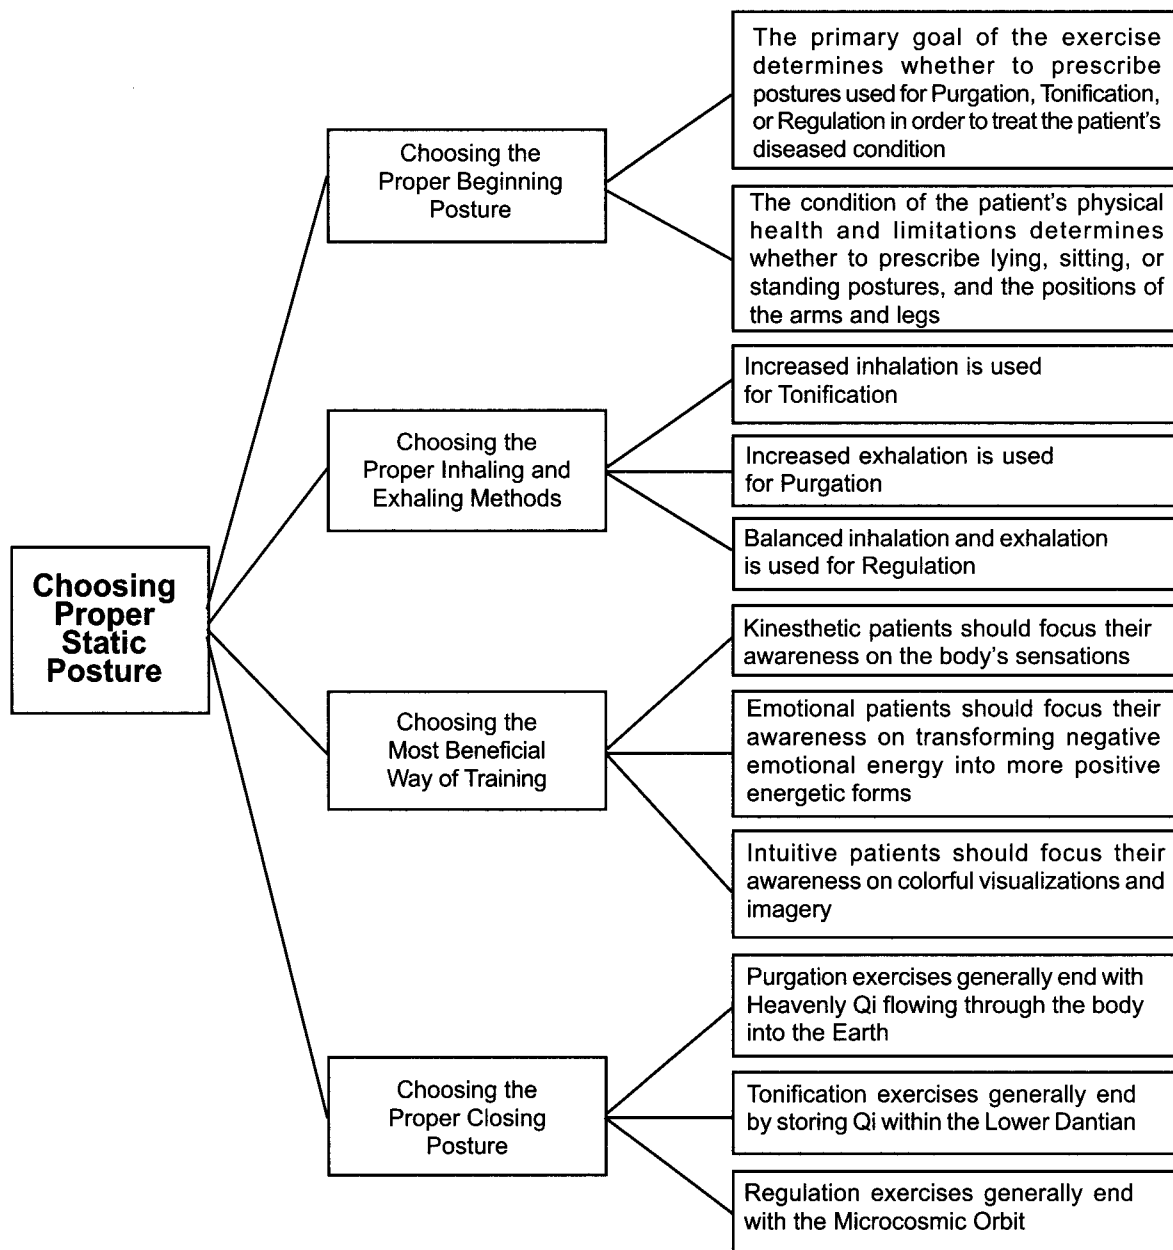 Choosing
Proper
Static
Posture
Choosing the
Proper Beginning
Posture
The primary goal of the exercise
determines whether to prescribe
postures used for Purgation, Tonification,
or Regulation in order to treat the patient's
diseased condition
The condition of the patient's physical
health and limitations determines
whether to prescribe lying, sitting, or
standing postures, and the positions of
the arms and legs
Choosing the
Proper Inhaling and
Exhaling Methods
Increased inhalation is used
for Tonification
Increased exhalation is used
for Purgation
Balanced inhalation and exhalation
is used for Regulation
Choosing the
Most Beneficial
Way of Training
Kinesthetic patients should focus their
awareness on the body's sensations
Emotional patients should focus their
awareness on transforming negative
emotional energy into more positive
energetic forms
Intuitive patients should focus their
awareness on colorful visualizations and
imagery
Choosing the
Proper Closing
Posture
Purgation exercises generally end with
Heavenly Qi flowing through the body
into the Earth
Tonification exercises generally end
by storing Qi within the Lower Dantian
Regulation exercises generally end
with the Microcosmic Orbit